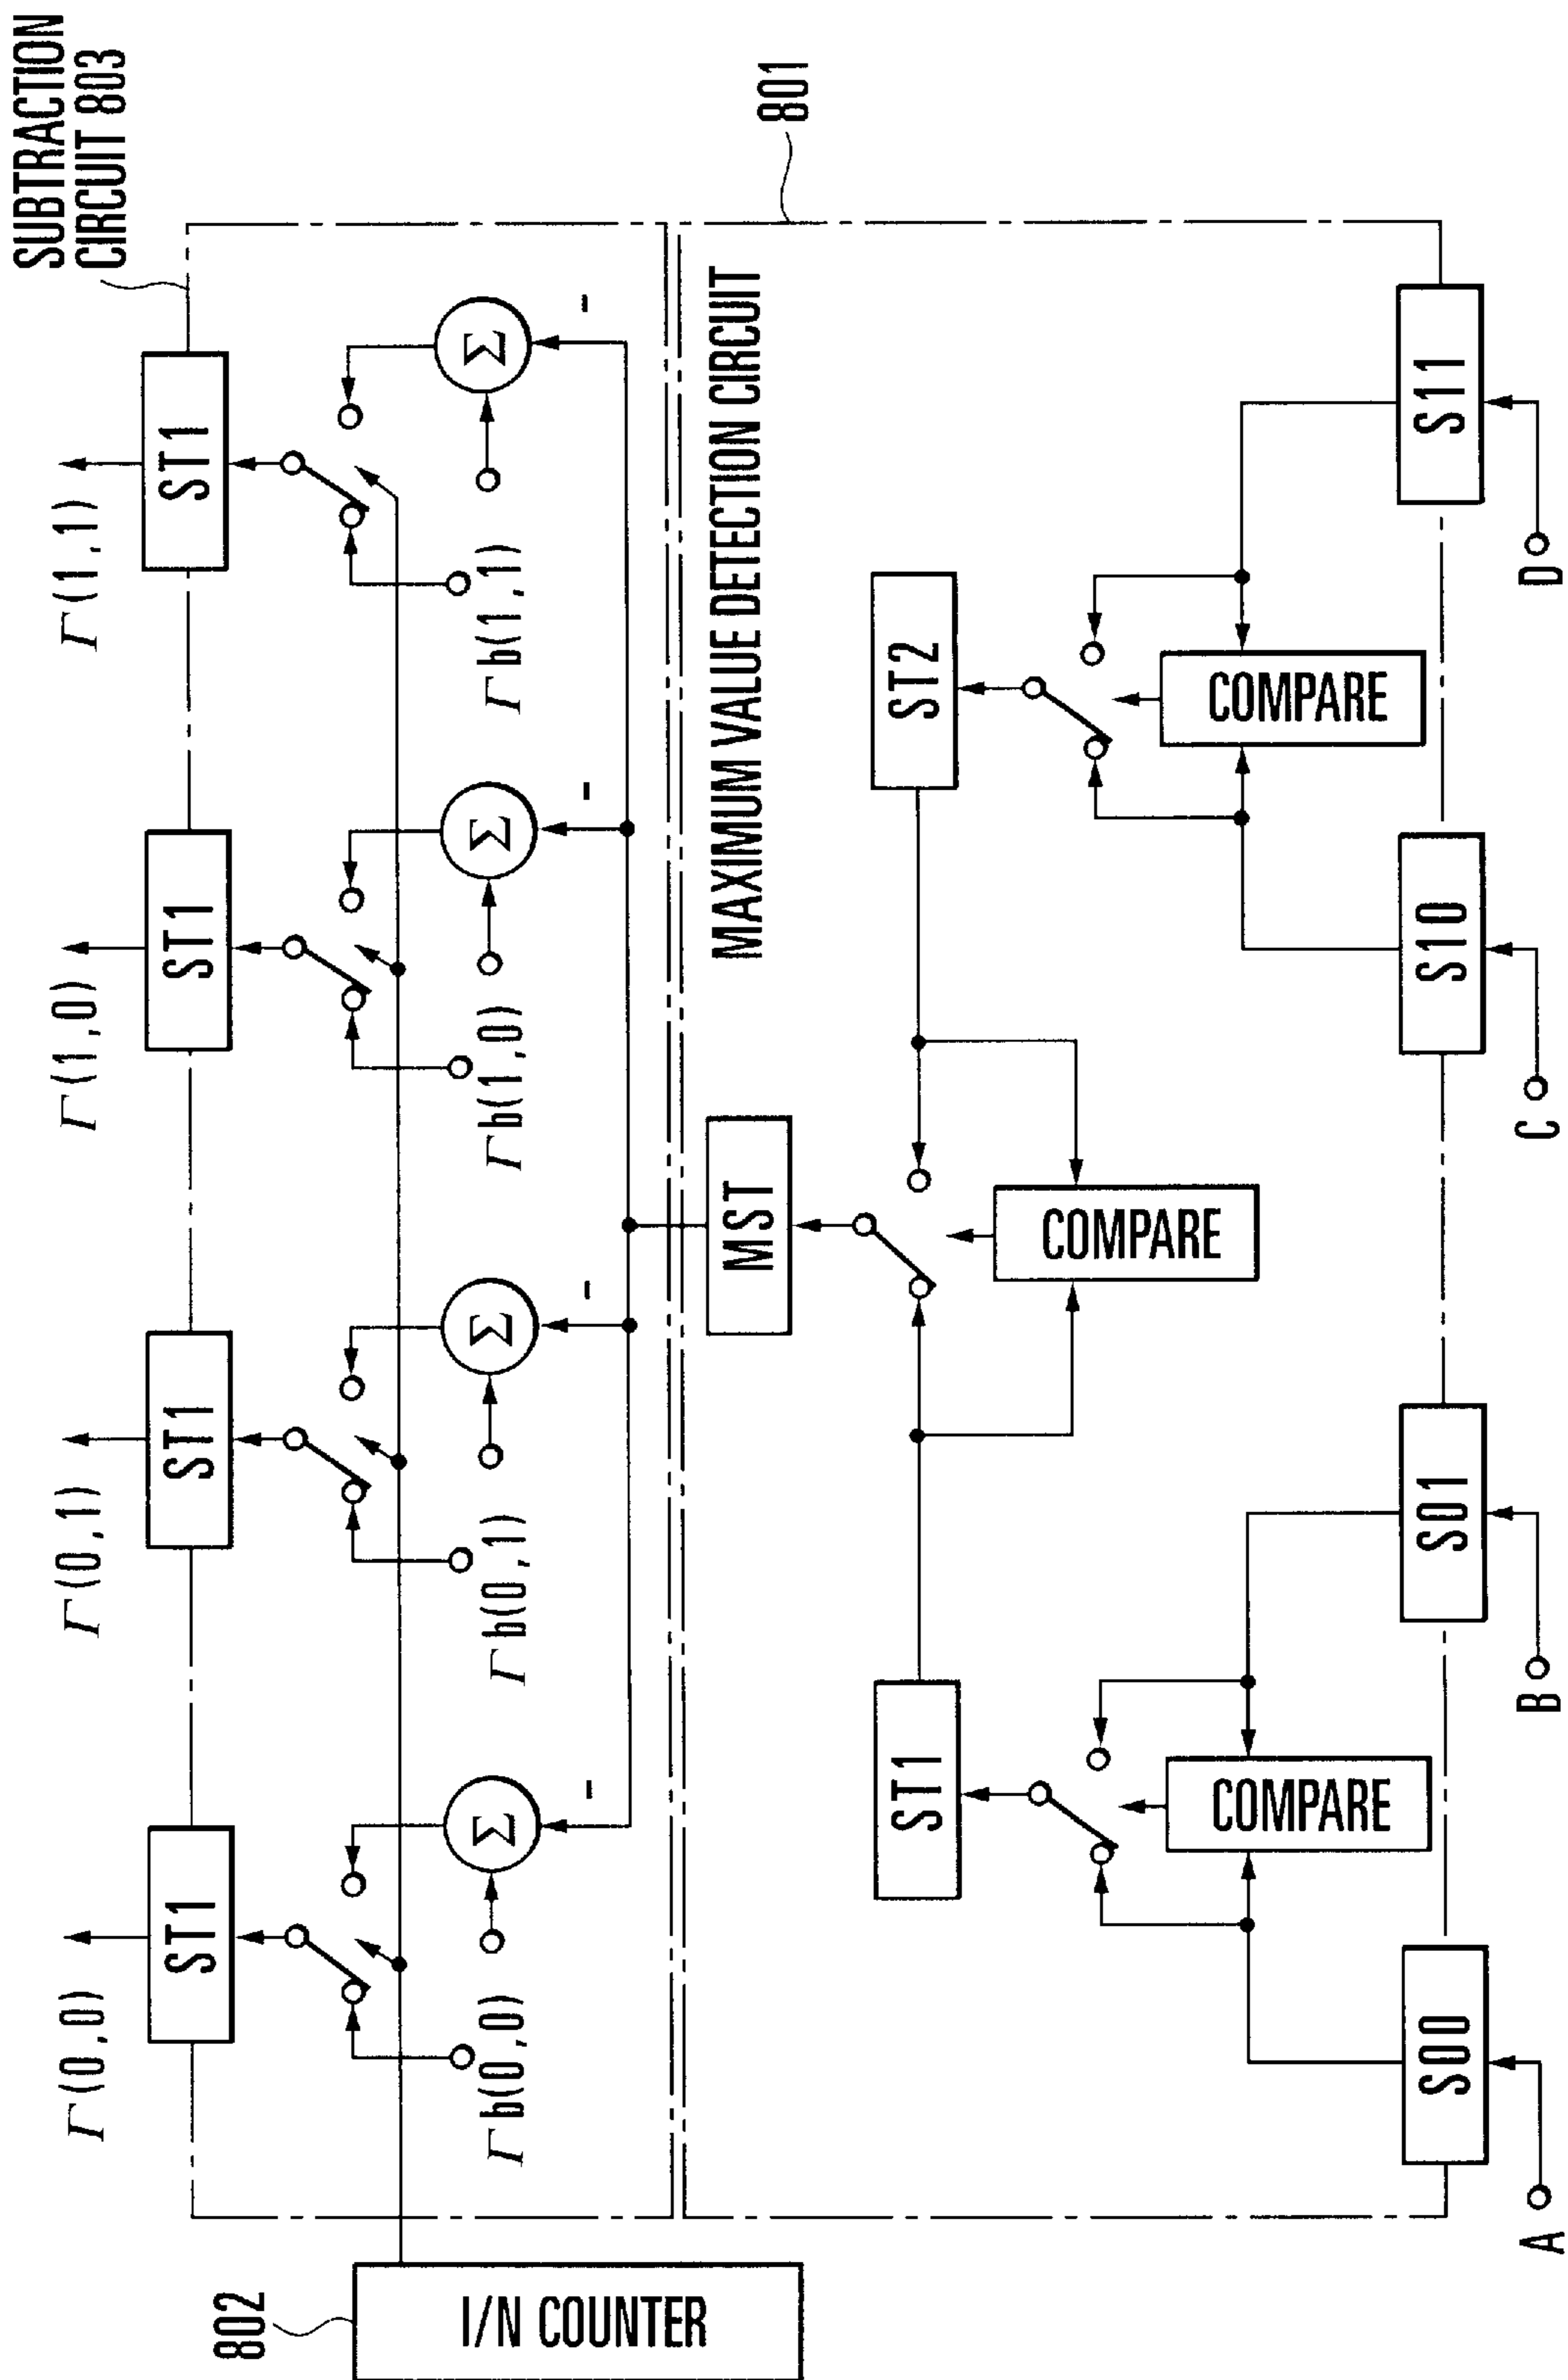 SUBTRACTION
CIRCUIT 803
Γ(0,0)
Γ(0,1)
Γ(1,0)
Γ(1,1)
ST1
ST1
ST1
ST1
Γb(0,0)
Γb(0,1)
Γb(1,0)
Γb(1,1)
Σ
Σ
Σ
Σ
-
-
-
-
802
I/N COUNTER
MAXIMUM VALUE DETECTION CIRCUIT
801
MST
ST1
ST2
COMPARE
COMPARE
COMPARE
S00
S01
S10
S11
A
B
C
D